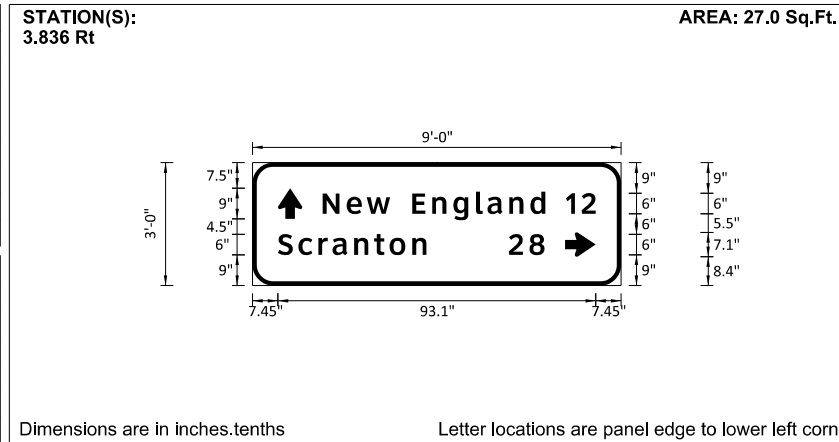 STATION(S):
3.836 Rt
AREA: 27.0 Sq.Ft.
9'-0"
3'-0"
7.5"
9"
4.5"
6"
9"
New England 12
Scranton 28
9"
6"
6"
6"
9"
9"
6"
5.5"
7.1"
8.4"
7.45"
93.1"
7.45"
Dimensions are in inches.tenths
Letter locations are panel edge to lower left corn